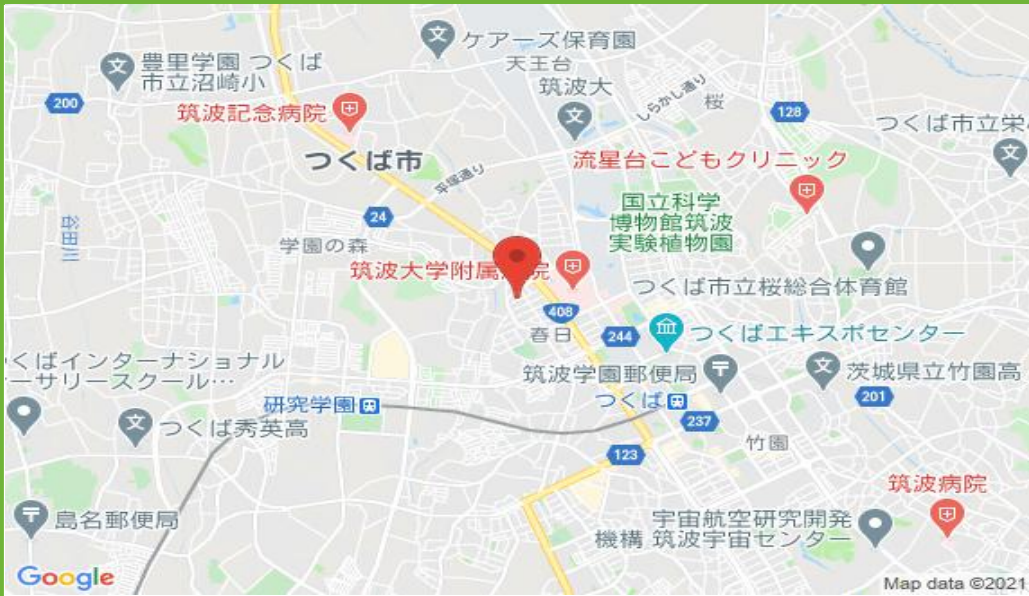 ケアーズ保育園
天王台
豊里学園 つくば
市立沼崎小
筑波大
しらかし通り
桜
200
筑波記念病院
128
つくば市立栄
つくば市
流星台こどもクリニック
平塚通り
国立科学
博物館筑波
実験植物園
24
谷田川
学園の森
筑波大学附属
院
つくば市立桜総合体育館
408
春日
244
つくばエキスポセンター
くばインターナショナル
ーサリースクール…
筑波学園郵便局
茨城県立竹園高
201
研究学園
つくば
237
つくば秀英高
竹園
123
筑波病院
島名郵便局
宇宙航空研究開発
機構 筑波宇宙センター
Google
Map data ©2021